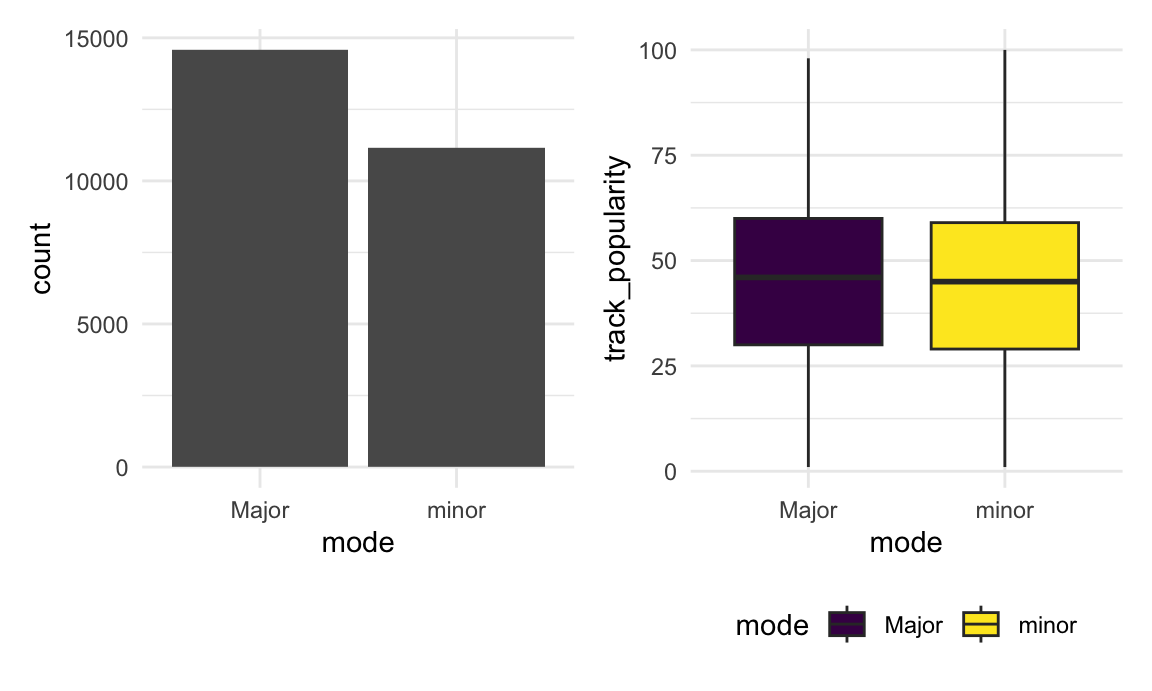 15000
10000
5000
0
count
Major minor
mode
100
75
50
25
0
track_popularity
Major minor
mode
mode Major minor